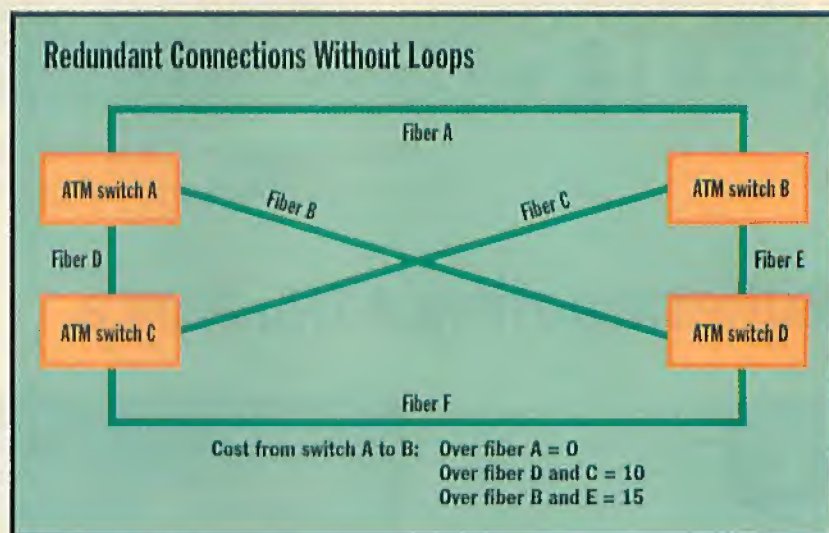 Redundant Connections Without Loops
Fiber A
ATM switch A
ATM switch B
Fiber B
Fiber C
Fiber D
Fiber E
ATM switch C
ATM switch D
Fiber F
Cost from switch A to B: Over fiber A = 0
Over fiber D and C = 10
Over fiber B and E = 15